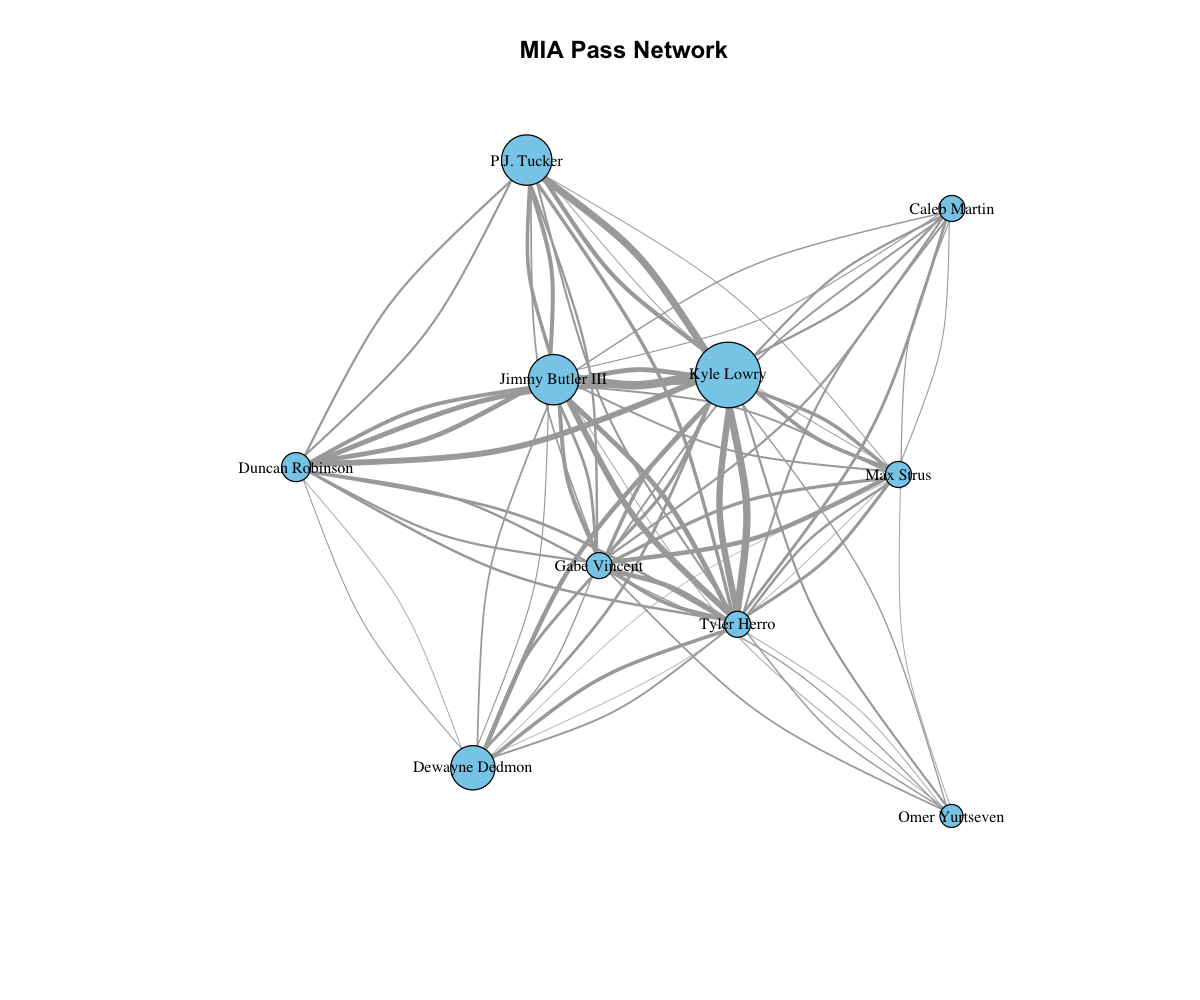 MIA Pass Network
P.J. Tucker
Caleb Martin
Jimmy Butler III
Kyle Lowry
Duncan Robinson
Max Strus
Gabe Vincent
Tyler Herro
Dewayne Dedmon
Omer Yurtseven